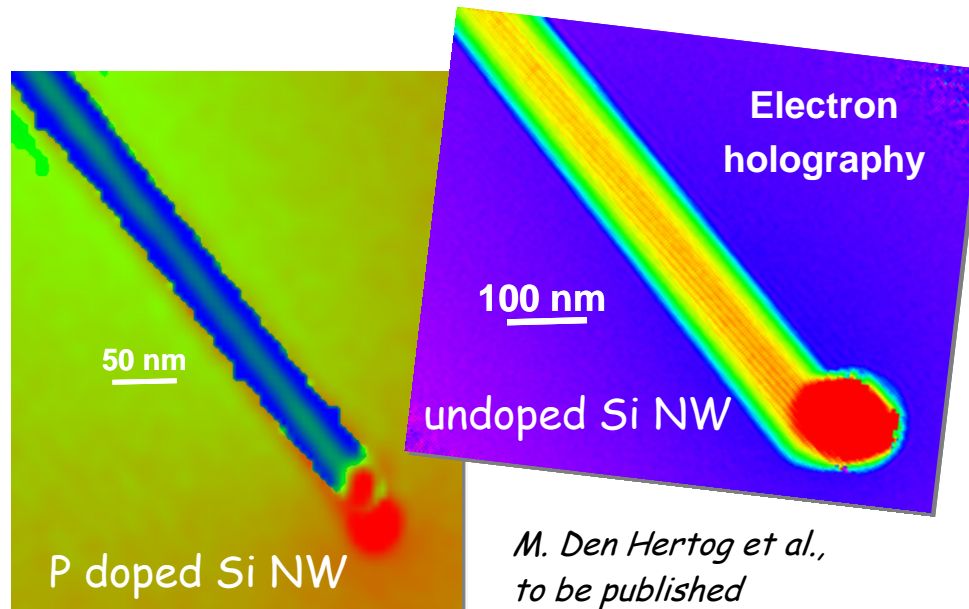 Electron
holography
100 nm
50 nm
undoped Si NW
P doped Si NW
M. Den Hertog et al.,
to be published